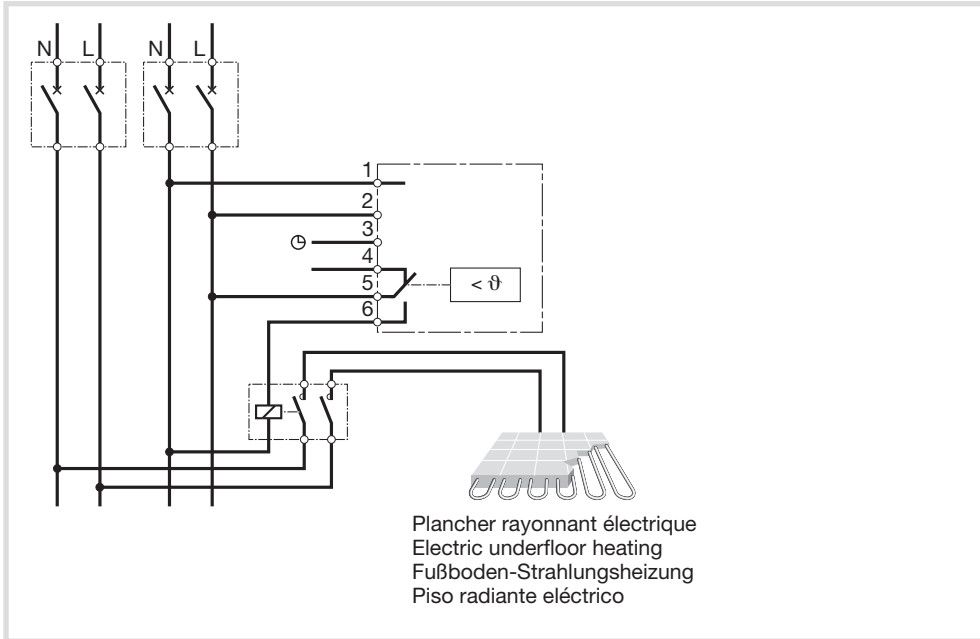 N L N L
1
2
3
4
5
6
< ϑ
Plancher rayonnant électrique
Electric underfloor heating
Fußboden-Strahlungsheizung
Piso radiante eléctrico